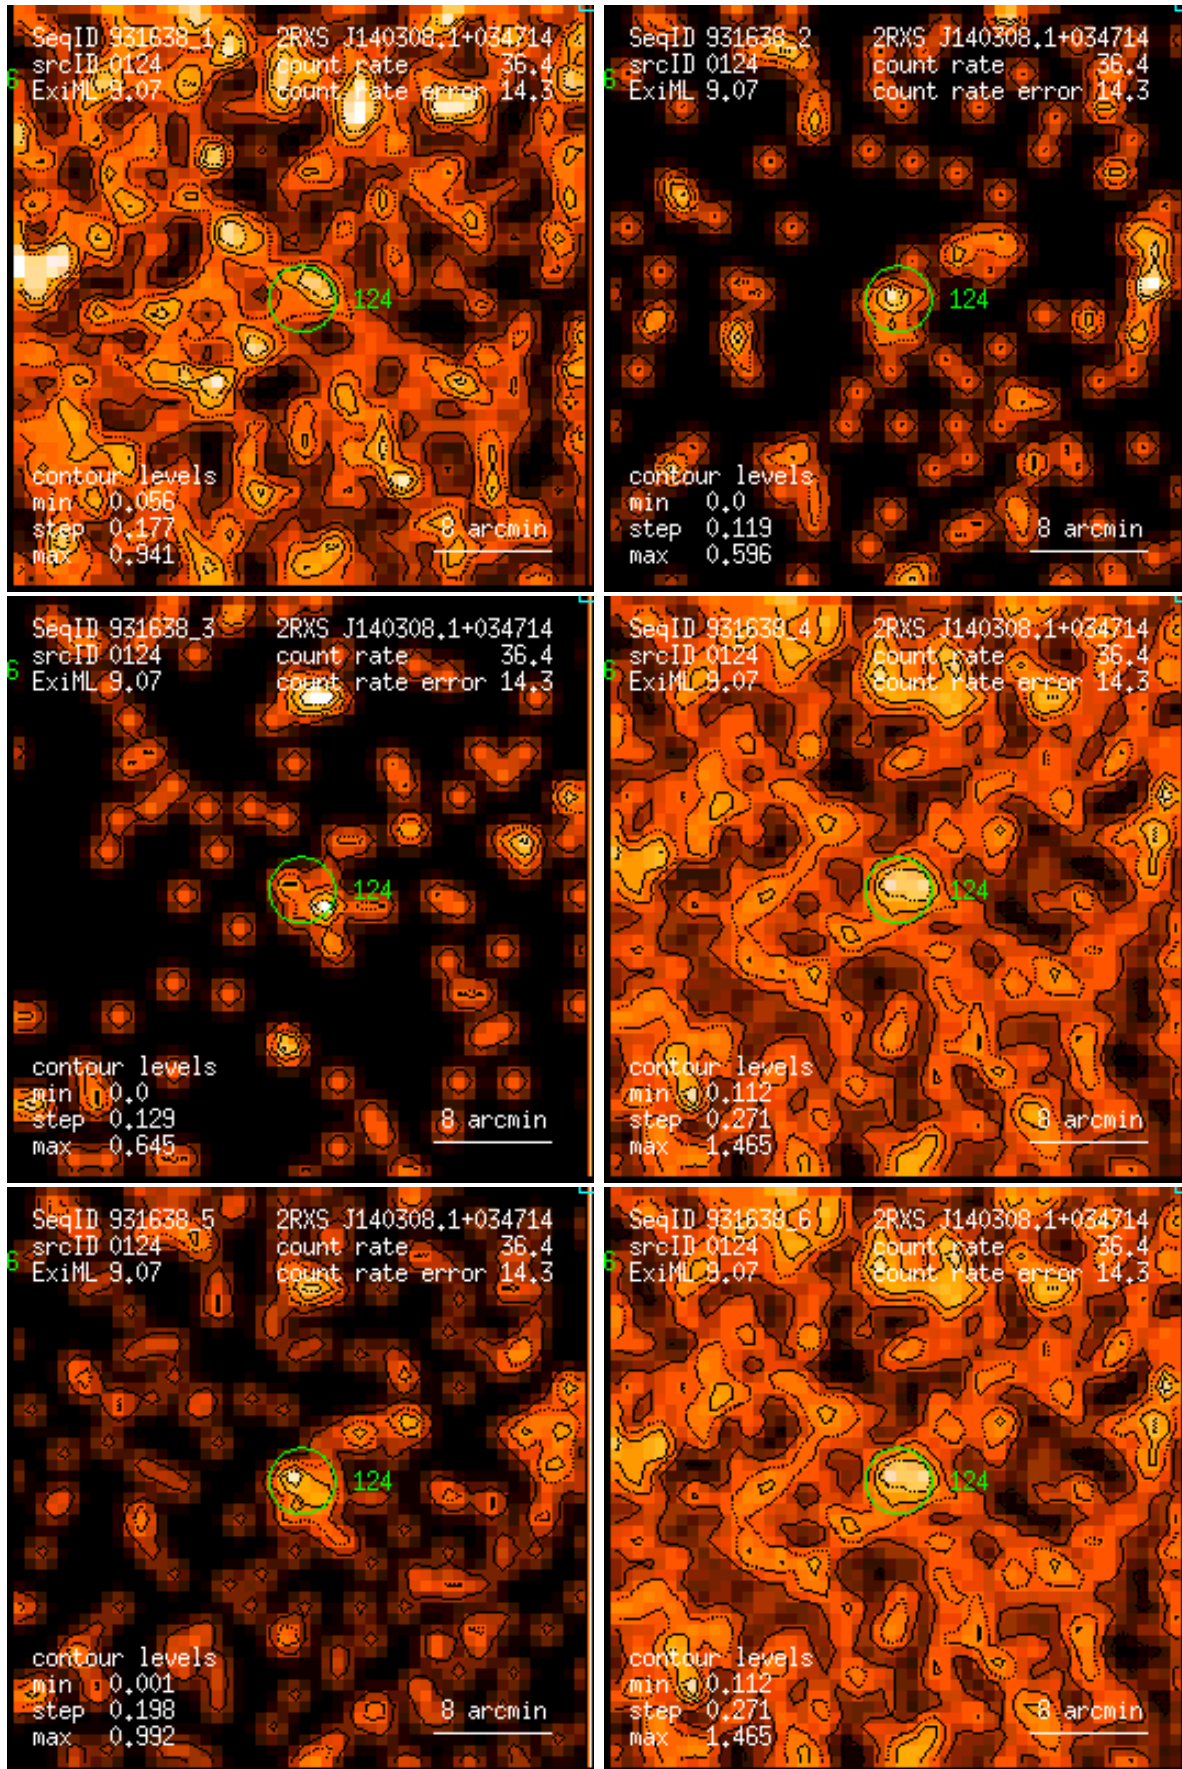 SeqID 931638_1 2RXS J140308.1+034714
srcID 0124 count rate 36.4
ExiML 9.07 count rate error 14.3
6
124
contour levels
min 0.056
step 0.177 8 arcmin
max 0.941
SeqID 931638_2 2RXS J140308.1+034714
srcID 0124 count rate 36.4
ExiML 9.07 count rate error 14.3
6
124
contour levels
min 0.0
step 0.119 8 arcmin
max 0.596
SeqID 931638_3 2RXS J140308.1+034714
srcID 0124 count rate 36.4
ExiML 9.07 count rate error 14.3
6
124
contour levels
min 0.0
step 0.129 8 arcmin
max 0.645
SeqID 931638_4 2RXS J140308.1+034714
srcID 0124 count rate 36.4
ExiML 9.07 count rate error 14.3
6
124
contour levels
min 0.112
step 0.271 8 arcmin
max 1.465
SeqID 931638_5 2RXS J140308.1+034714
srcID 0124 count rate 36.4
ExiML 9.07 count rate error 14.3
6
124
contour levels
min 0.001
step 0.198 8 arcmin
max 0.992
SeqID 931638_6 2RXS J140308.1+034714
srcID 0124 count rate 36.4
ExiML 9.07 count rate error 14.3
6
124
contour levels
min 0.112
step 0.271 8 arcmin
max 1.465